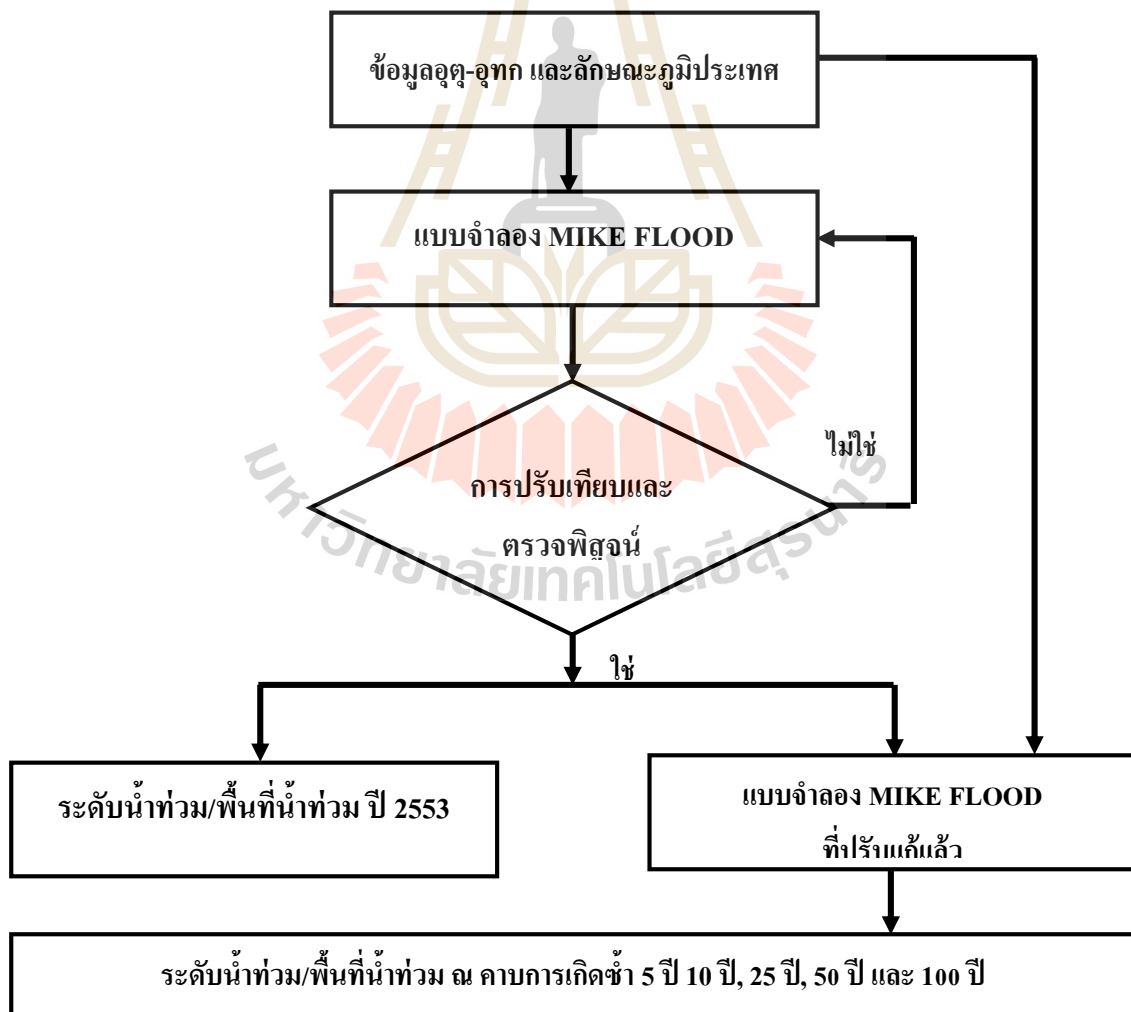 ข้อมูลอุตุ-อุทก และลักษณะภูมิประเทศ
แบบจำลอง MIKE FLOOD
ไม่ใช่
การปรับเทียบและ
ตรวจพิสูจน์
มหาวิทยาลัยเทคโนโลยีสุรนารี
ใช่
ระดับน้ำท่วม/พื้นที่น้ำท่วม ปี 2553
แบบจำลอง MIKE FLOOD
ที่ปรับแก้แล้ว
ระดับน้ำท่วม/พื้นที่น้ำท่วม ณ คาบการเกิดซ้ำ 5 ปี 10 ปี, 25 ปี, 50 ปี และ 100 ปี